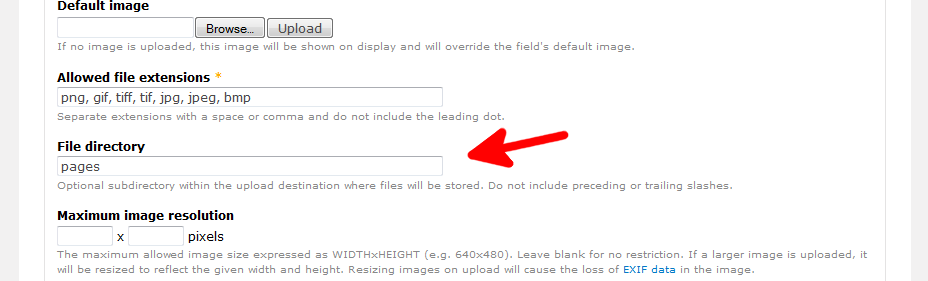 Default image
Browse... Upload
If no image is uploaded, this image will be shown on display and will override the field's default image.
Allowed file extensions *
png, gif, tiff, tif, jpg, jpeg, bmp
Separate extensions with a space or comma and do not include the leading dot.
File directory
pages
Optional subdirectory within the upload destination where files will be stored. Do not include preceding or trailing slashes.
Maximum image resolution
x pixels
The maximum allowed image size expressed as WIDTHxHEIGHT (e.g. 640x480). Leave blank for no restriction. If a larger image is uploaded, it
will be resized to reflect the given width and height. Resizing images on upload will cause the loss of EXIF data in the image.